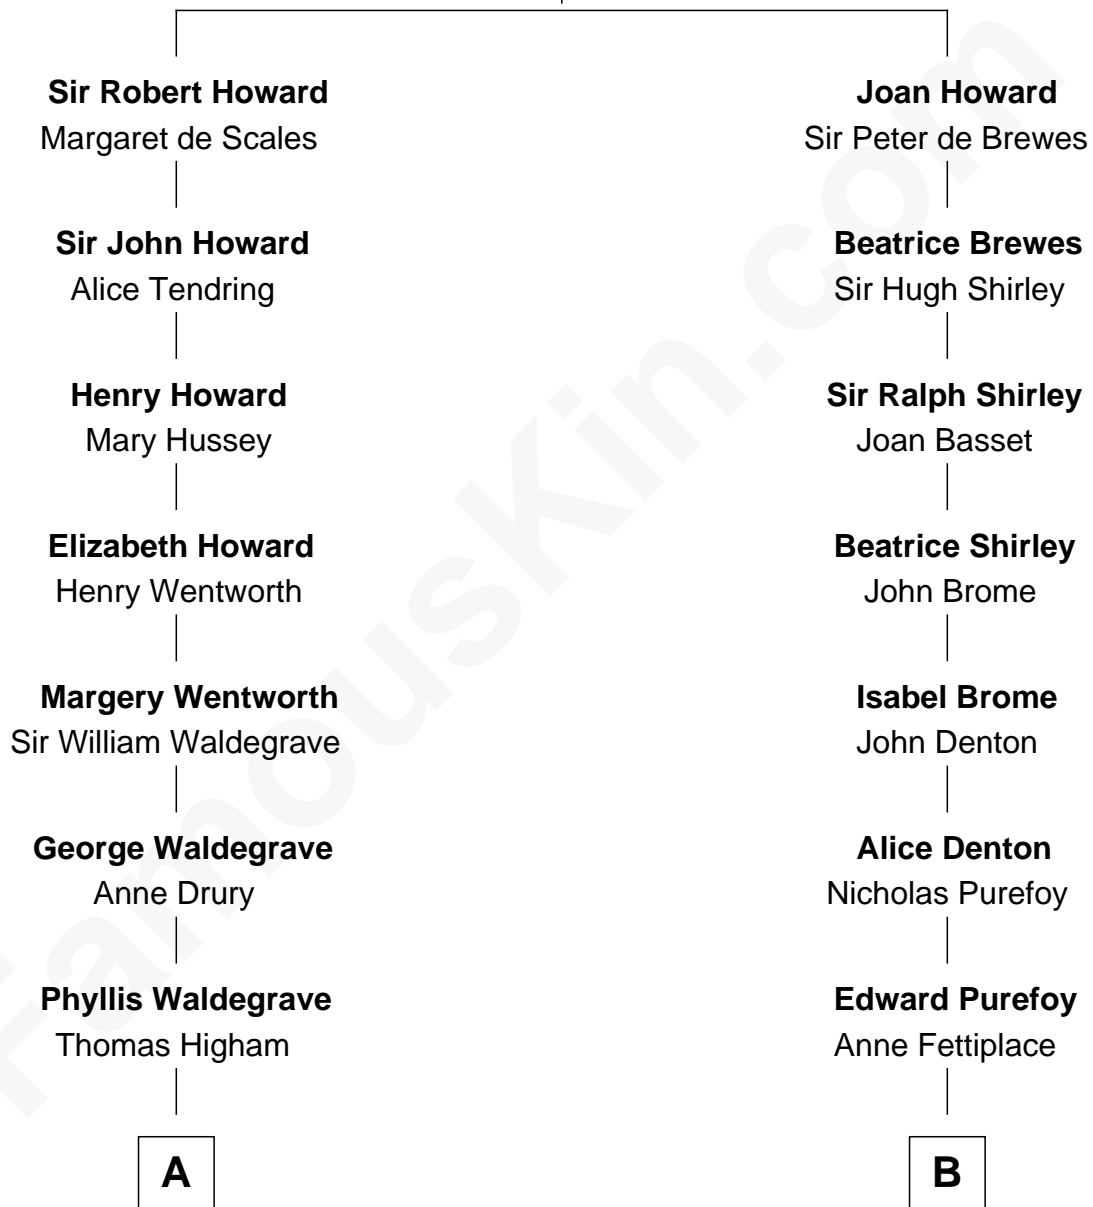 Sir Robert Howard
Margaret de Scales
Sir John Howard
Alice Tendring
Henry Howard
Mary Hussey
Elizabeth Howard
Henry Wentworth
Margery Wentworth
Sir William Waldegrave
George Waldegrave
Anne Drury
Phyllis Waldegrave
Thomas Higham
A
Joan Howard
Sir Peter de Brewes
Beatrice Brewes
Sir Hugh Shirley
Sir Ralph Shirley
Joan Basset
Beatrice Shirley
John Brome
Isabel Brome
John Denton
Alice Denton
Nicholas Purefoy
Edward Purefoy
Anne Fettiplace
B
FamousKin.com